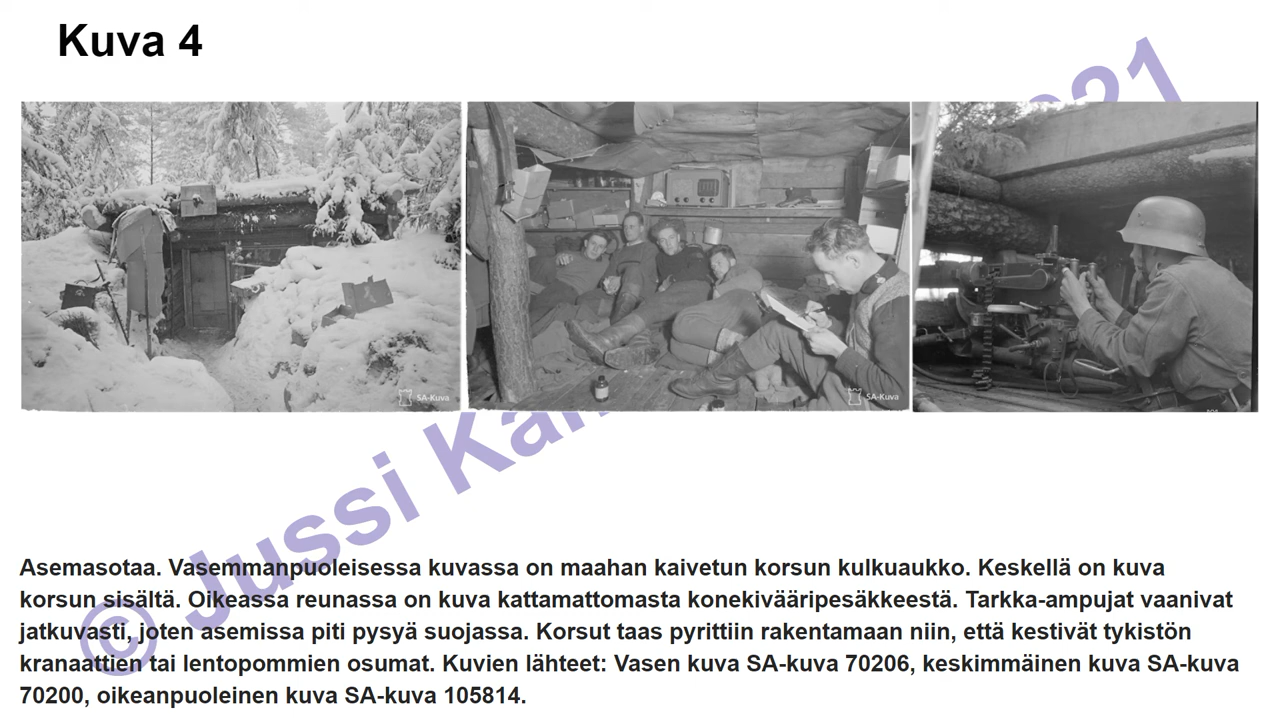 Kuva 4
SA-Kuva
SA-Kuva
Asemasotaa. Vasemmanpuoleisessa kuvassa on maahan kaivetun korsun kulkuaukko. Keskellä on kuva
korsun sisältä. Oikeassa reunassa on kuva kattamattomasta konekivääripesäkkeestä. Tarkka-ampujat vaanivat
jatkuvasti, joten asemissa piti pysyä suojassa. Korsut taas pyrittiin rakentamaan niin, että kestivät tykistön
kranaattien tai lentopommien osumat. Kuvien lähteet: Vasen kuva SA-kuva 70206, keskimmäinen kuva SA-kuva
70200, oikeanpuoleinen kuva SA-kuva 105814.
© Jussi